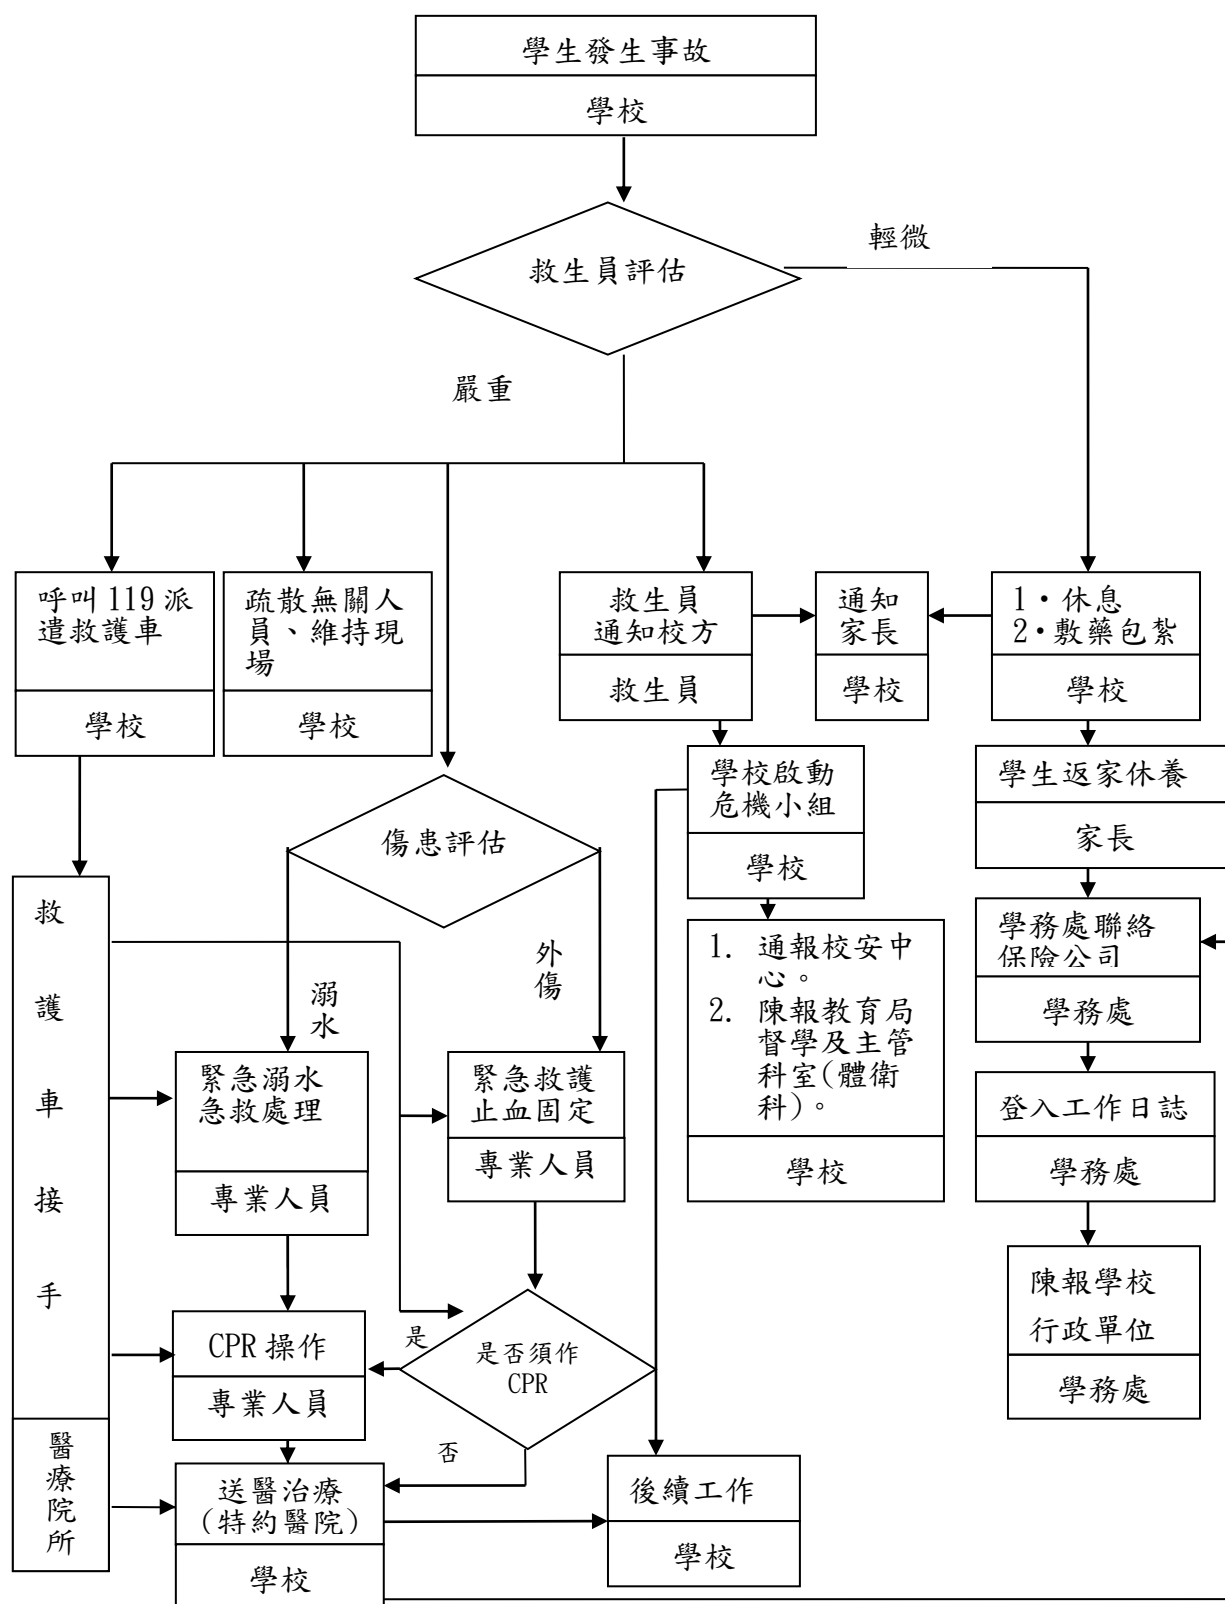 學生發生事故
學校
救生員評估
輕微
嚴重
呼叫119派
遣救護車
學校
疏散無關人
員、維持現
場
學校
救生員
通知校方
救生員
通知
家長
學校
1‧休息
2‧敷藥包紮
學校
學校啟動
危機小組
學校
學生返家休養
家長
傷患評估
救
護
車
接
手
醫
療
院
所
溺
水
外
傷
1. 通報校安中
心。
2. 陳報教育局
督學及主管
科室(體衛
科)。
學校
學務處聯絡
保險公司
學務處
緊急溺水
急救處理
專業人員
緊急救護
止血固定
專業人員
登入工作日誌
學務處
陳報學校
行政單位
學務處
CPR操作
專業人員
是
是否須作
CPR
否
送醫治療
(特約醫院)
學校
後續工作
學校